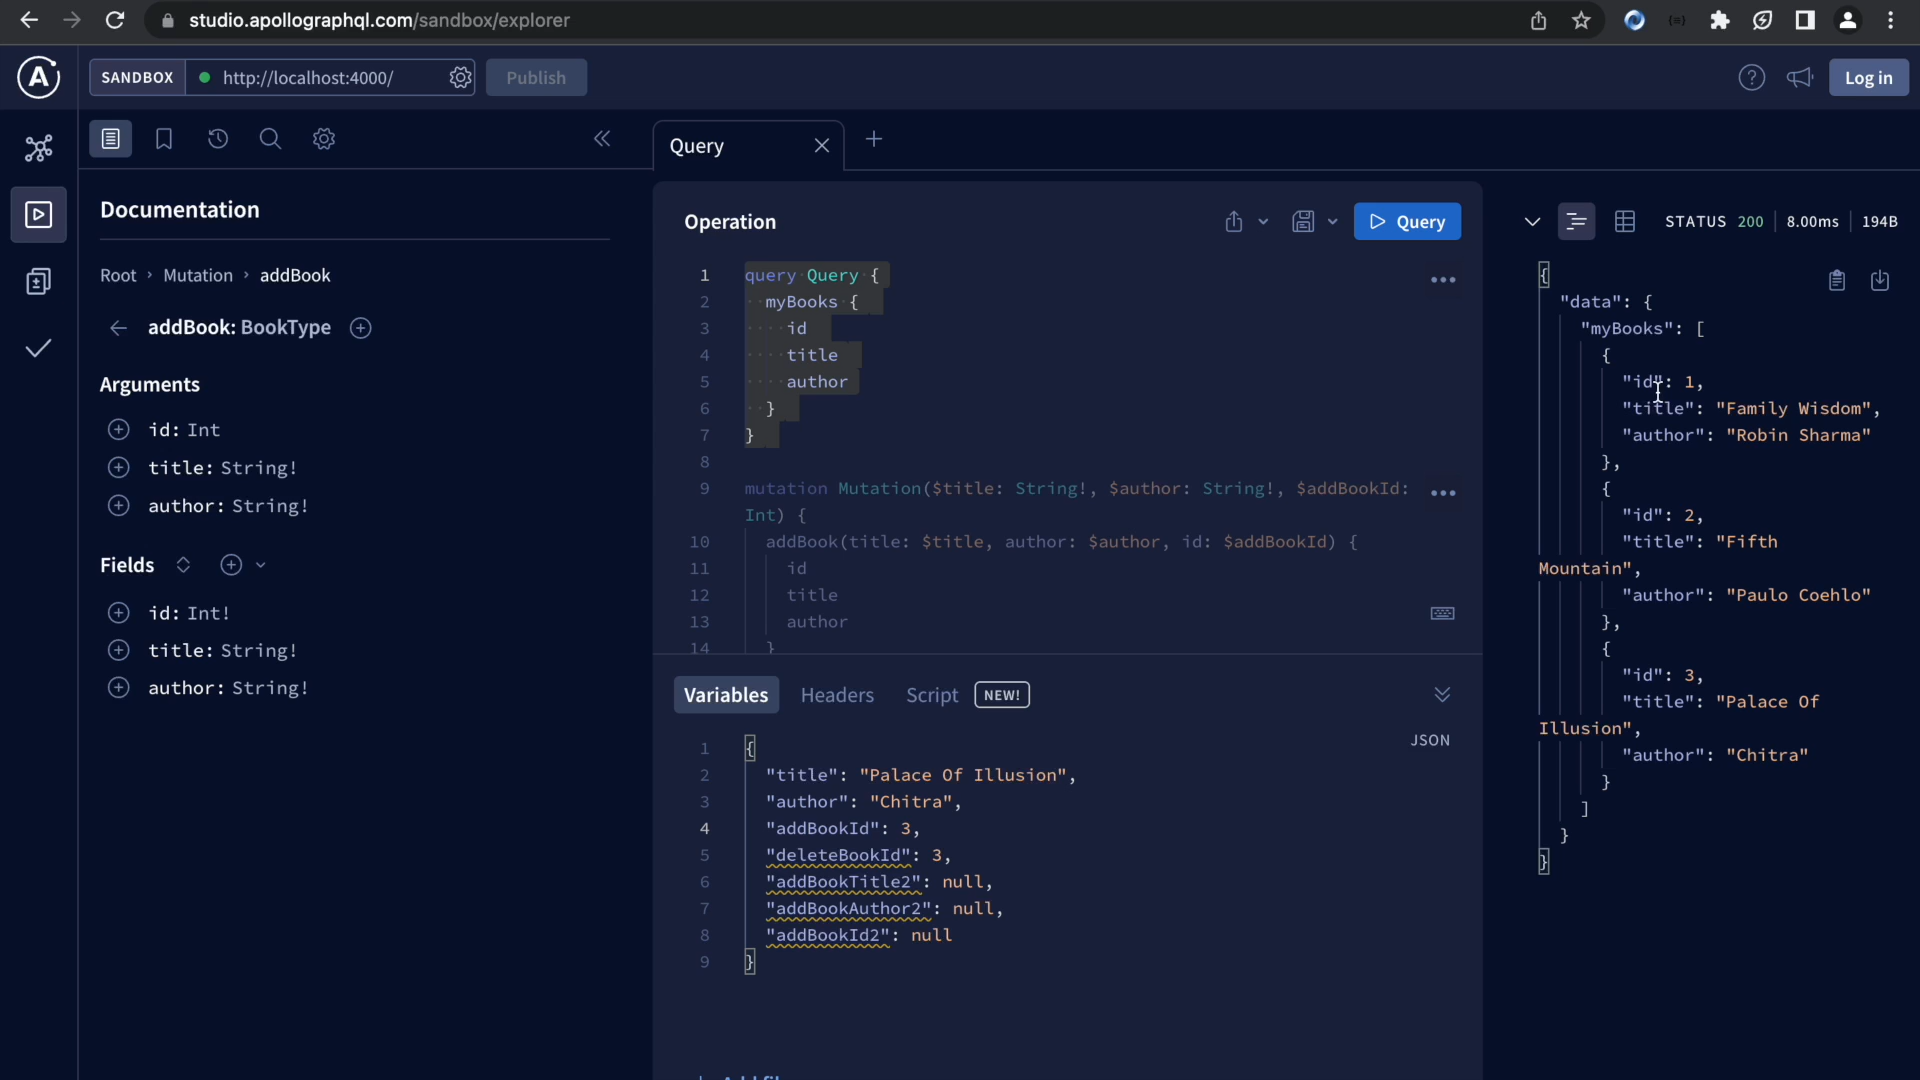 studio.apollographql.com/sandbox/explorer
SANDBOX
http://localhost:4000/
Publish
Log in
Query
Documentation
Root › Mutation › addBook
addBook: BookType
Arguments
id: Int
title: String!
author: String!
Fields
id: Int!
title: String!
author: String!
Operation
Query
1 query Query {
2 myBooks {
3 id
4 title
5 author
6 }
7 }
8
9 mutation Mutation($title: String!, $author: String!, $addBookId:
Int) {
10 addBook(title: $title, author: $author, id: $addBookId) {
11 id
12 title
13 author
14 }
Variables
Headers
Script
NEW!
JSON
1 {
2 "title": "Palace Of Illusion",
3 "author": "Chitra",
4 "addBookId": 3,
5 "deleteBookId": 3,
6 "addBookTitle2": null,
7 "addBookAuthor2": null,
8 "addBookId2": null
9 }
STATUS 200
8.00ms
194B
{
"data": {
"myBooks": [
{
"id": 1,
"title": "Family Wisdom",
"author": "Robin Sharma"
},
{
"id": 2,
"title": "Fifth
Mountain",
"author": "Paulo Coehlo"
},
{
"id": 3,
"title": "Palace Of
Illusion",
"author": "Chitra"
}
]
}
}